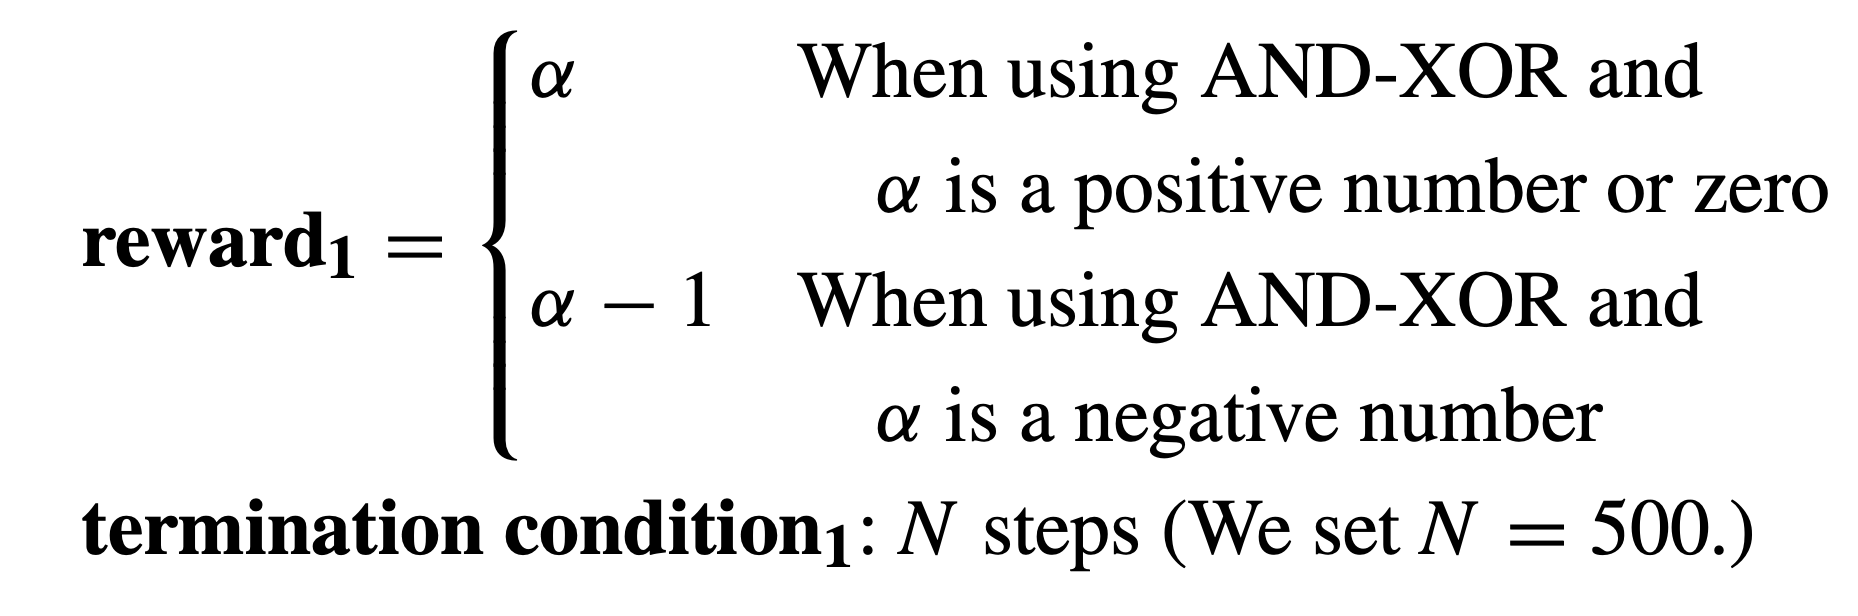 α When using AND-XOR and
α is a positive number or zero
reward₁ =
α − 1 When using AND-XOR and
α is a negative number
termination condition₁: N steps (We set N = 500.)